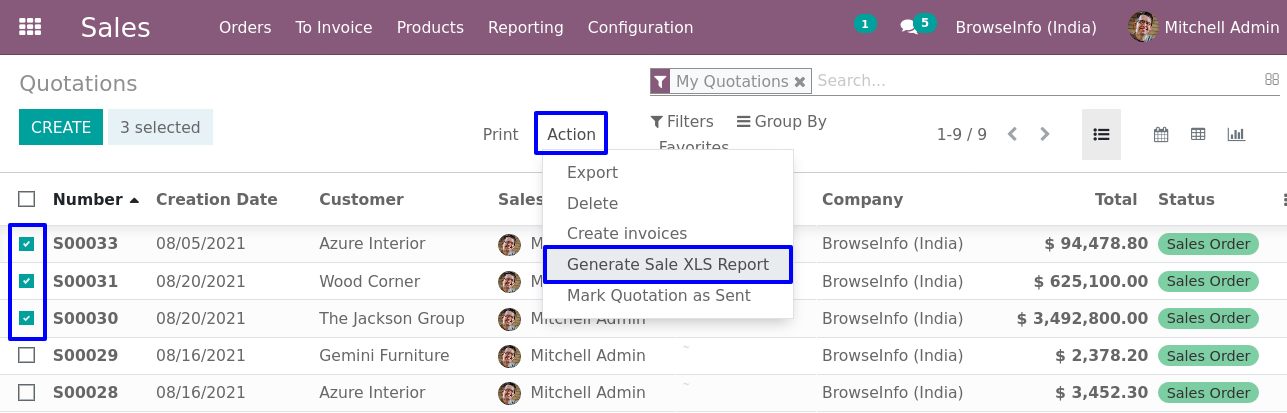 Sales Orders To Invoice Products Reporting Configuration 1 5 BrowseInfo (India) Mitchell Admin
Quotations My Quotations Search...
CREATE 3 selected Print Action Filters Group By 1-9 / 9
Favorites
Export
Delete
Create invoices
Generate Sale XLS Report
Mark Quotation as Sent
Number Creation Date Customer Sales Company Total Status
S00033 08/05/2021 Azure Interior M BrowseInfo (India) $ 94,478.80 Sales Order
S00031 08/20/2021 Wood Corner M BrowseInfo (India) $ 625,100.00 Sales Order
S00030 08/20/2021 The Jackson Group Mitchell Admin BrowseInfo (India) $ 3,492,800.00 Sales Order
S00029 08/16/2021 Gemini Furniture Mitchell Admin BrowseInfo (India) $ 2,378.20 Sales Order
S00028 08/16/2021 Azure Interior Mitchell Admin BrowseInfo (India) $ 3,452.30 Sales Order